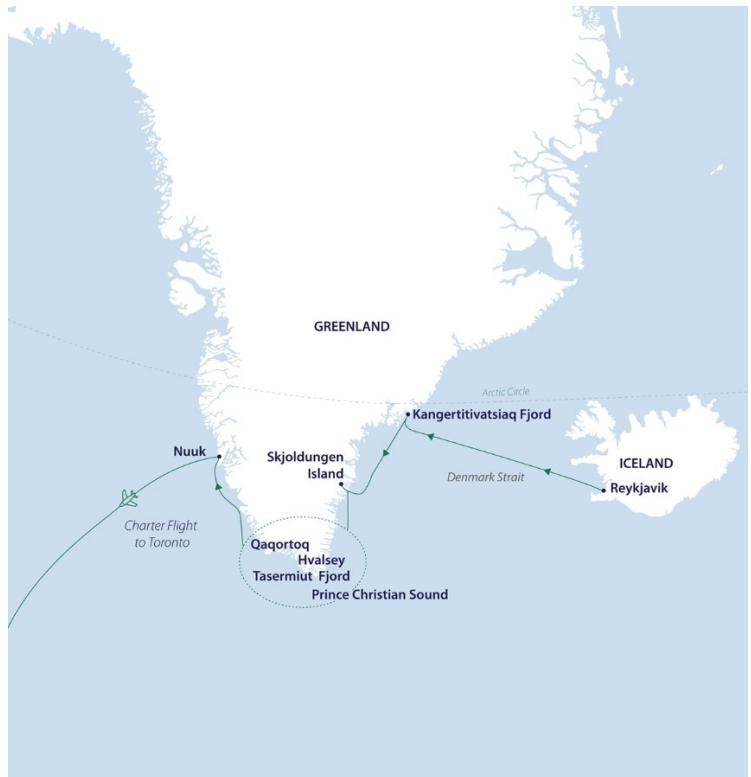 GREENLAND
Arctic Circle
Kangertitivatsiaq Fjord
Nuuk
Skjoldungen
Island
ICELAND
Denmark Strait
Reykjavik
Charter Flight
to Toronto
Qaqortoq
Hvalsey
Tasermiut Fjord
Prince Christian Sound